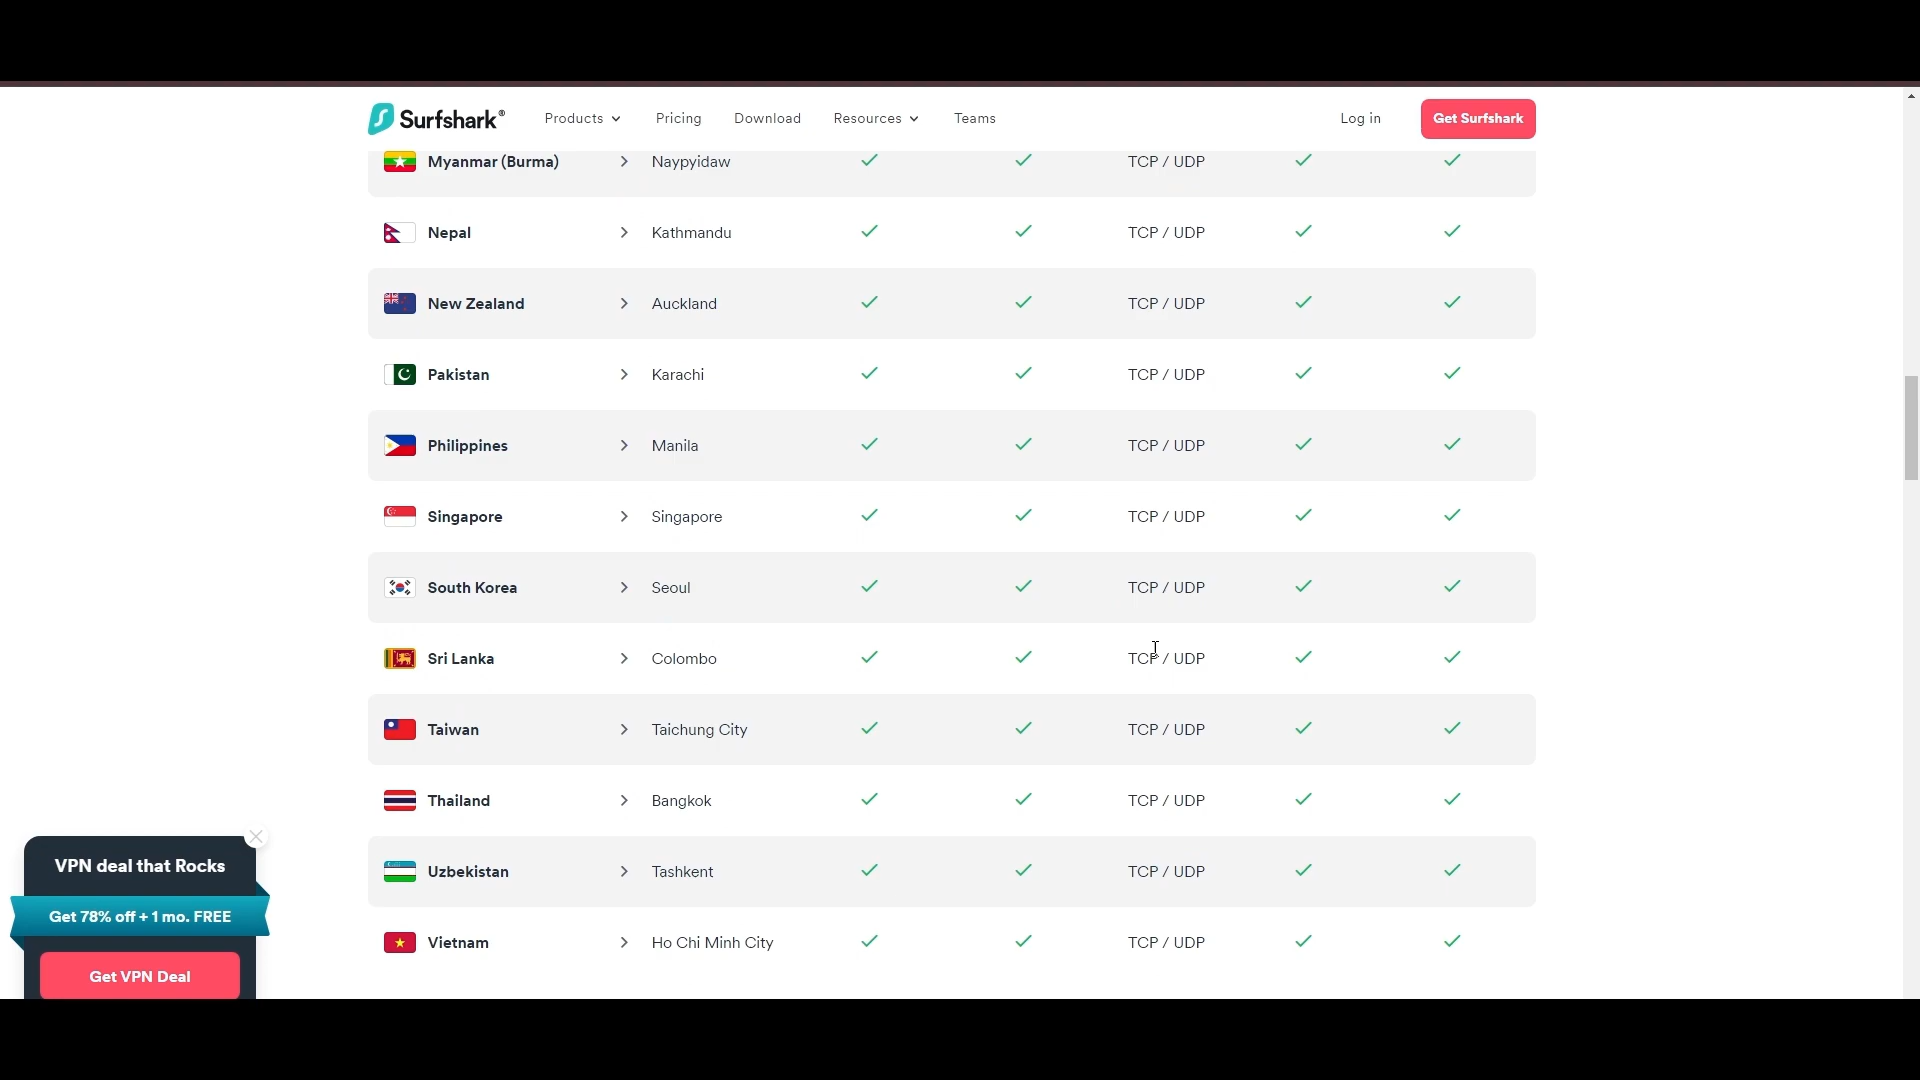 Surfshark® Products Pricing Download Resources Teams Log in Get Surfshark
Myanmar (Burma) Naypyidaw TCP / UDP
Nepal Kathmandu TCP / UDP
New Zealand Auckland TCP / UDP
Pakistan Karachi TCP / UDP
Philippines Manila TCP / UDP
Singapore Singapore TCP / UDP
South Korea Seoul TCP / UDP
Sri Lanka Colombo TCP / UDP
Taiwan Taichung City TCP / UDP
Thailand Bangkok TCP / UDP
Uzbekistan Tashkent TCP / UDP
Vietnam Ho Chi Minh City TCP / UDP
VPN deal that Rocks
Get 78% off + 1 mo. FREE
Get VPN Deal